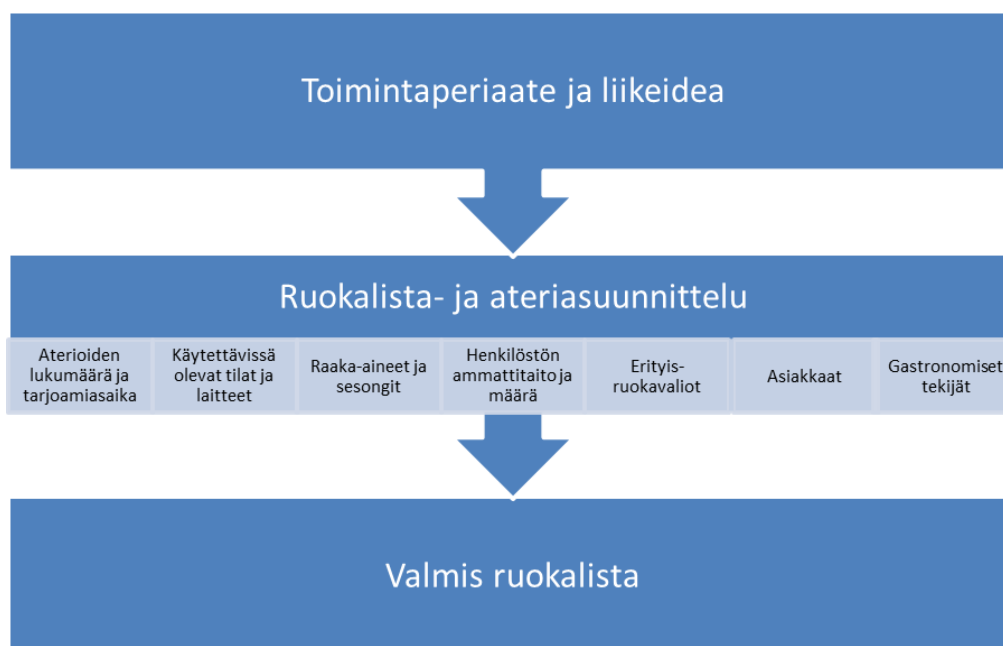 Toimintaperiaate ja liikeidea
Ruokalista- ja ateriasuunnittelu
Aterioiden
lukumäärä ja
tarjoamiasaika
Käytettävissä
olevat tilat ja
laitteet
Raaka-aineet ja
sesongit
Henkilöstön
ammattitaito ja
määrä
Erityis-
ruokavaliot
Asiakkaat
Gastronomiset
tekijät
Valmis ruokalista